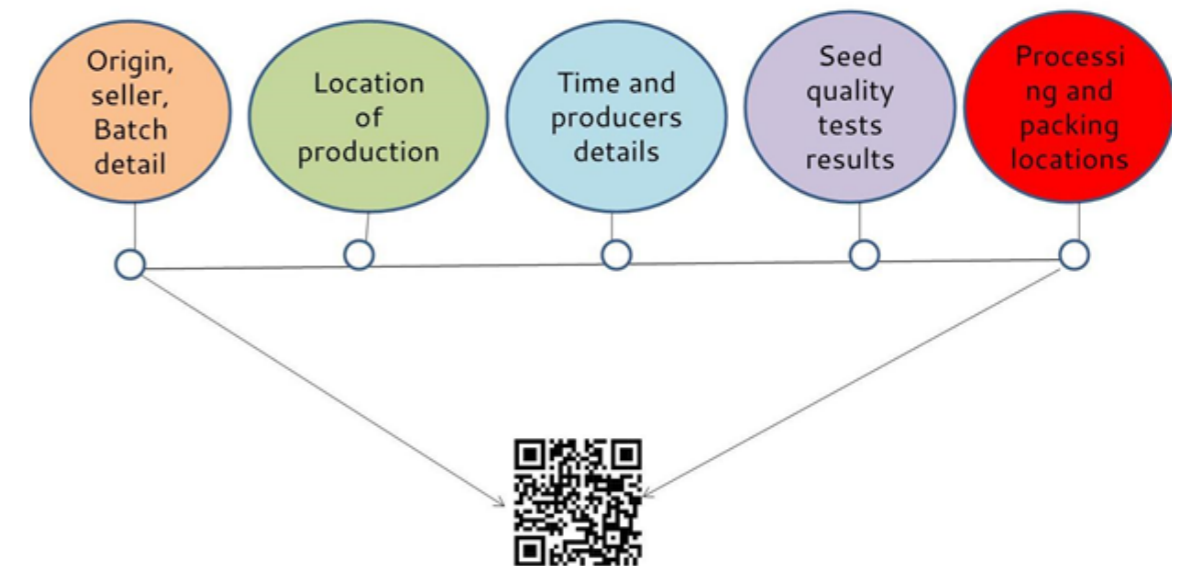 Origin,
seller,
Batch
detail
Location
of
production
Time and
producers
details
Seed
quality
tests
results
Processi
ng and
packing
locations